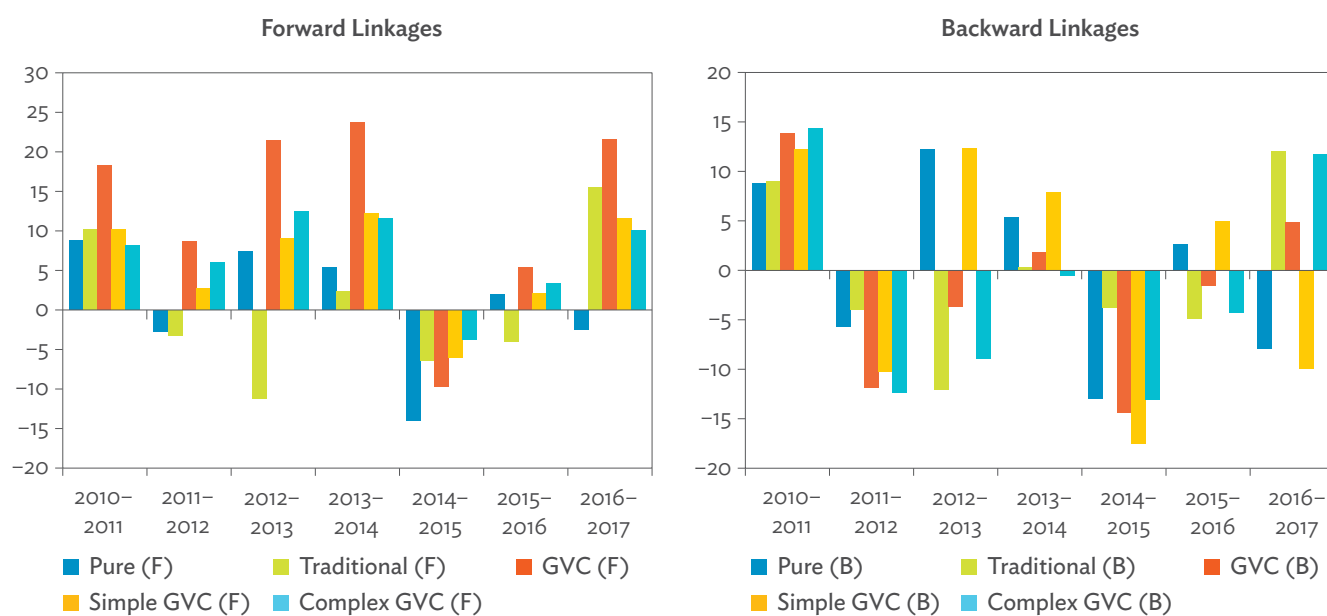 Forward Linkages
30
25
20
15
10
5
0
–5
–10
–15
–20
2010– 2011– 2012– 2013– 2014– 2015– 2016–
2011 2012 2013 2014 2015 2016 2017
Pure (F) Traditional (F) GVC (F)
Simple GVC (F) Complex GVC (F)
Backward Linkages
20
15
10
5
0
–5
–10
–15
–20
2010– 2011– 2012– 2013– 2014– 2015– 2016–
2011 2012 2013 2014 2015 2016 2017
Pure (B) Traditional (B) GVC (B)
Simple GVC (B) Complex GVC (B)